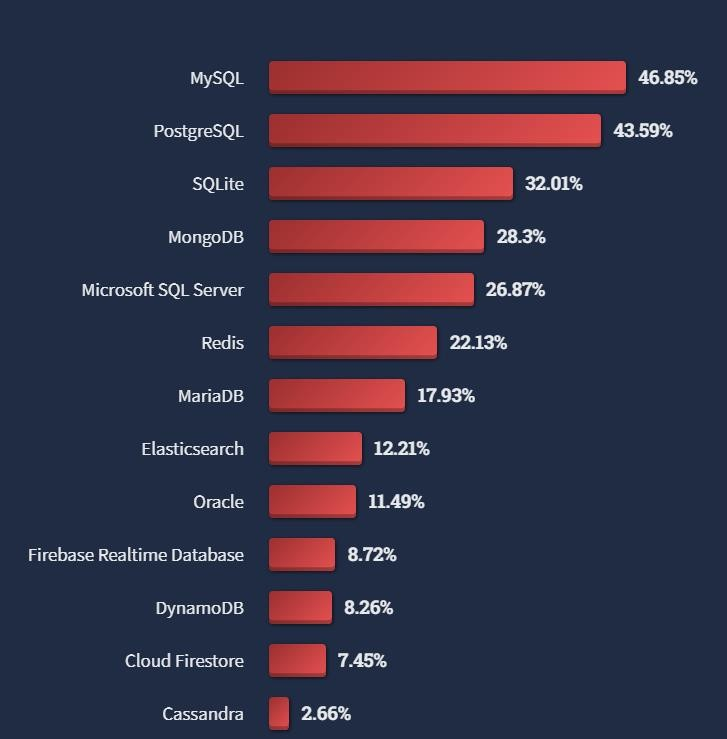 MySQL 46.85%
PostgreSQL 43.59%
SQLite 32.01%
MongoDB 28.3%
Microsoft SQL Server 26.87%
Redis 22.13%
MariaDB 17.93%
Elasticsearch 12.21%
Oracle 11.49%
Firebase Realtime Database 8.72%
DynamoDB 8.26%
Cloud Firestore 7.45%
Cassandra 2.66%